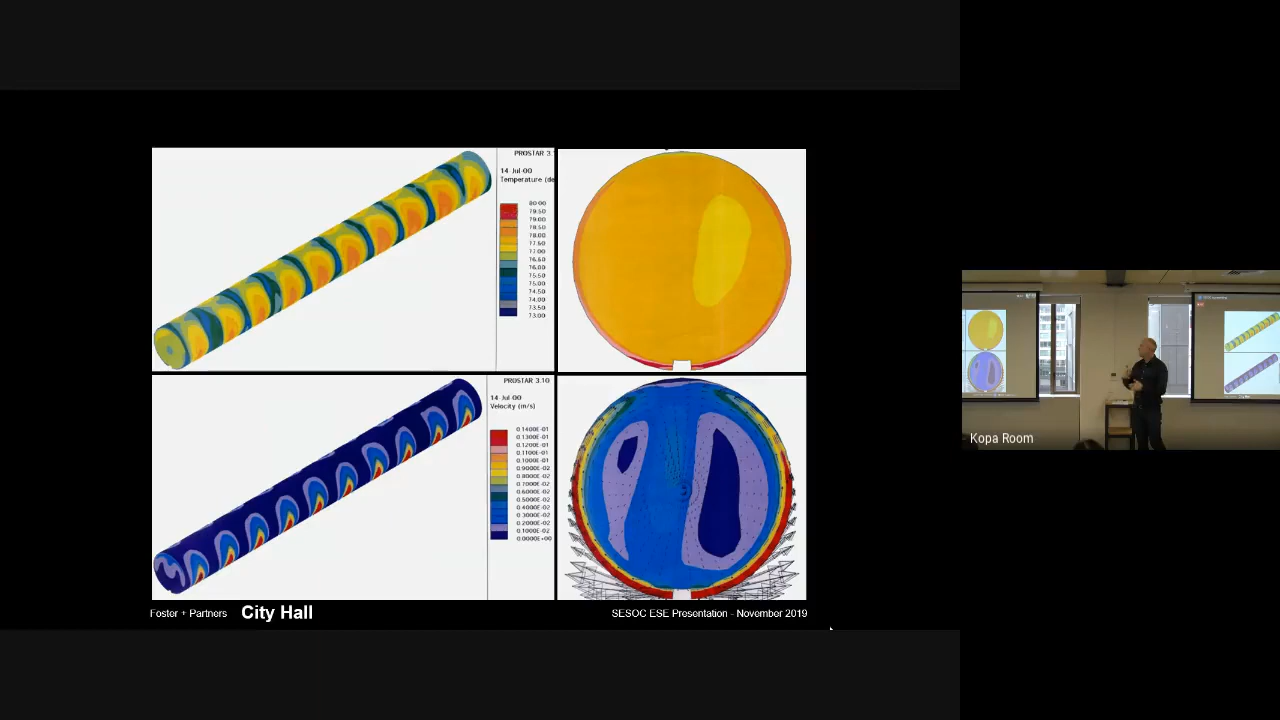 PROSTAR 3.
14-Jul-00
Temperature (de
80.00
79.50
79.00
78.50
78.00
77.50
77.00
76.50
76.00
75.50
75.00
74.50
74.00
73.50
73.00
PROSTAR 3.10
14-Jul-00
Velocity (m/s)
0.1400E-01
0.1300E-01
0.1200E-01
0.1100E-01
0.1000E-01
0.9000E-02
0.8000E-02
0.7000E-02
0.6000E-02
0.5000E-02
0.4000E-02
0.3000E-02
0.2000E-02
0.1000E-02
0.0000E+00
Foster + Partners City Hall
SESOC ESE Presentation - November 2019
Kopa Room